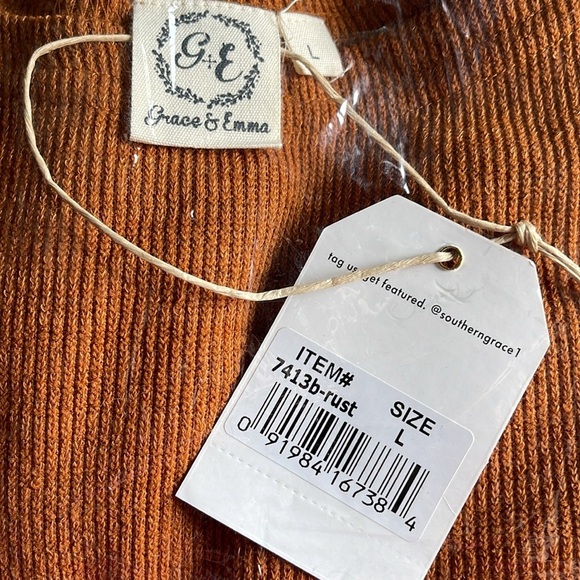 G+E
Grace & Emma
L
tag us, get featured. @southerngrace1
ITEM#
7413b-rust
SIZE
L
0 91984 16738 4